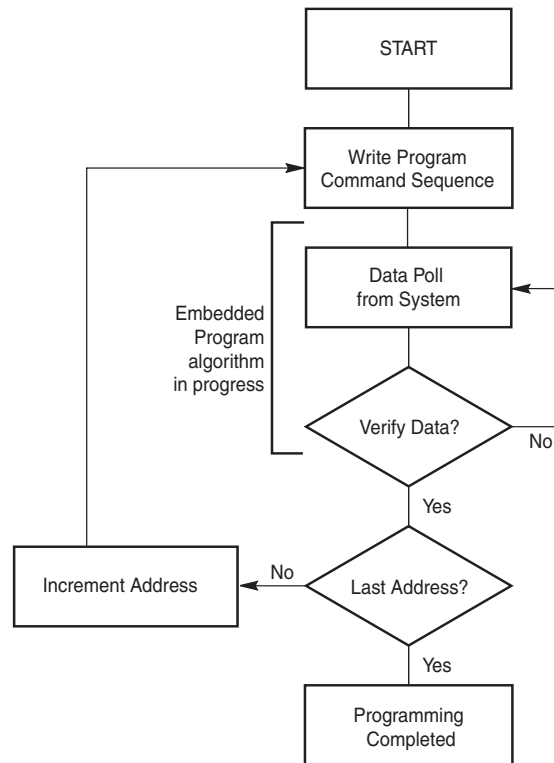 START
Write Program
Command Sequence
Data Poll
from System
Embedded
Program
algorithm
in progress
Verify Data?
No
Yes
Increment Address
No
Last Address?
Yes
Programming
Completed